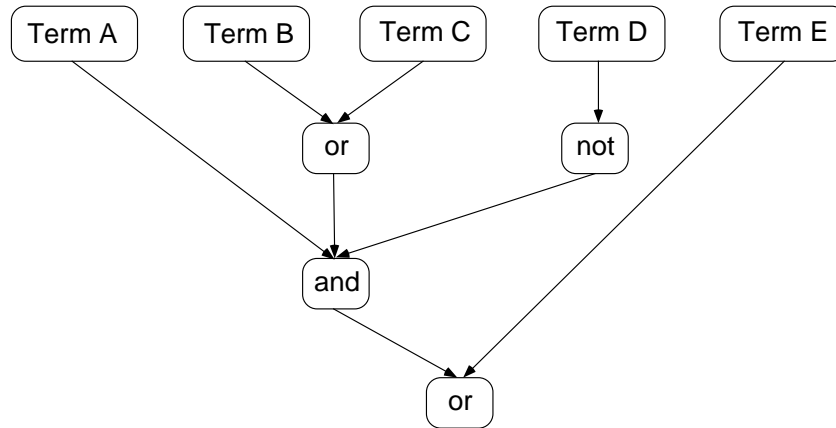 Term A
Term B
Term C
Term D
Term E
or
not
and
or